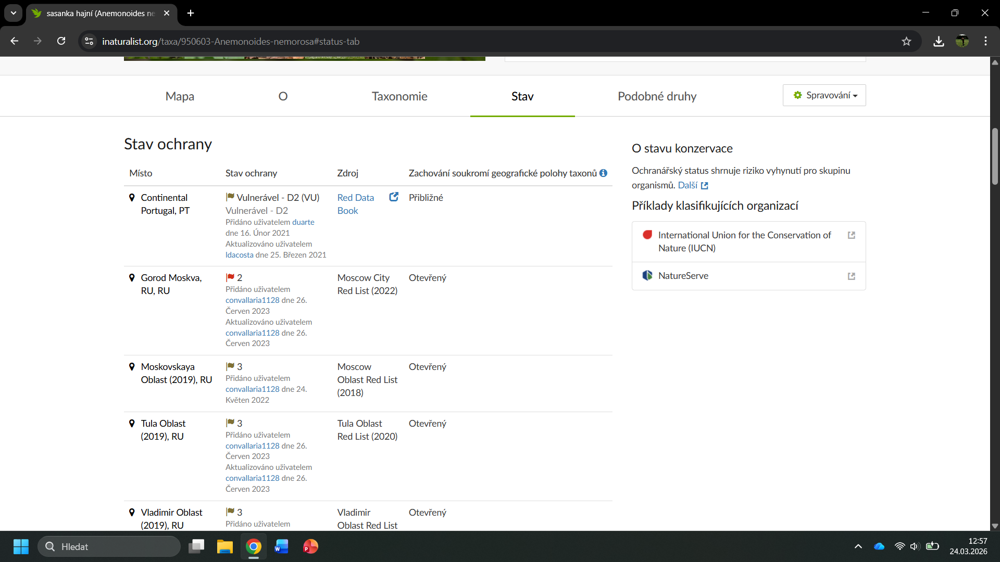 sasanka hajní (Anemonoides ne
inaturalist.org/taxa/950603-Anemonoides-nemorosa#status-tab
Mapa
O
Taxonomie
Stav
Podobné druhy
Spravování
Stav ochrany
Místo
Stav ochrany
Zdroj
Zachování soukromí geografické polohy taxonů
Continental
Portugal, PT
Vulnerável - D2 (VU)
Vulnerável - D2
Přidáno uživatelem duarte
dne 16. Únor 2021
Aktualizováno uživatelem
ldacosta dne 25. Březen 2021
Red Data
Book
Přibližné
Gorod Moskva,
RU, RU
2
Přidáno uživatelem
convallaria1128 dne 26.
Červen 2023
Aktualizováno uživatelem
convallaria1128 dne 26.
Červen 2023
Moscow City
Red List (2022)
Otevřený
Moskovskaya
Oblast (2019), RU
3
Přidáno uživatelem
convallaria1128 dne 24.
Květen 2022
Moscow
Oblast Red List
(2018)
Otevřený
Tula Oblast
(2019), RU
3
Přidáno uživatelem
convallaria1128 dne 26.
Červen 2023
Aktualizováno uživatelem
convallaria1128 dne 26.
Červen 2023
Tula Oblast
Red List (2020)
Otevřený
Vladimir Oblast
(2019), RU
3
Přidáno uživatelem
Vladimir
Oblast Red List
Otevřený
O stavu konzervace
Ochranářský status shrnuje riziko vyhynutí pro skupinu
organismů. Další
Příklady klasifikujících organizací
International Union for the Conservation of
Nature (IUCN)
NatureServe
Hledat
12:57
24.03.2026